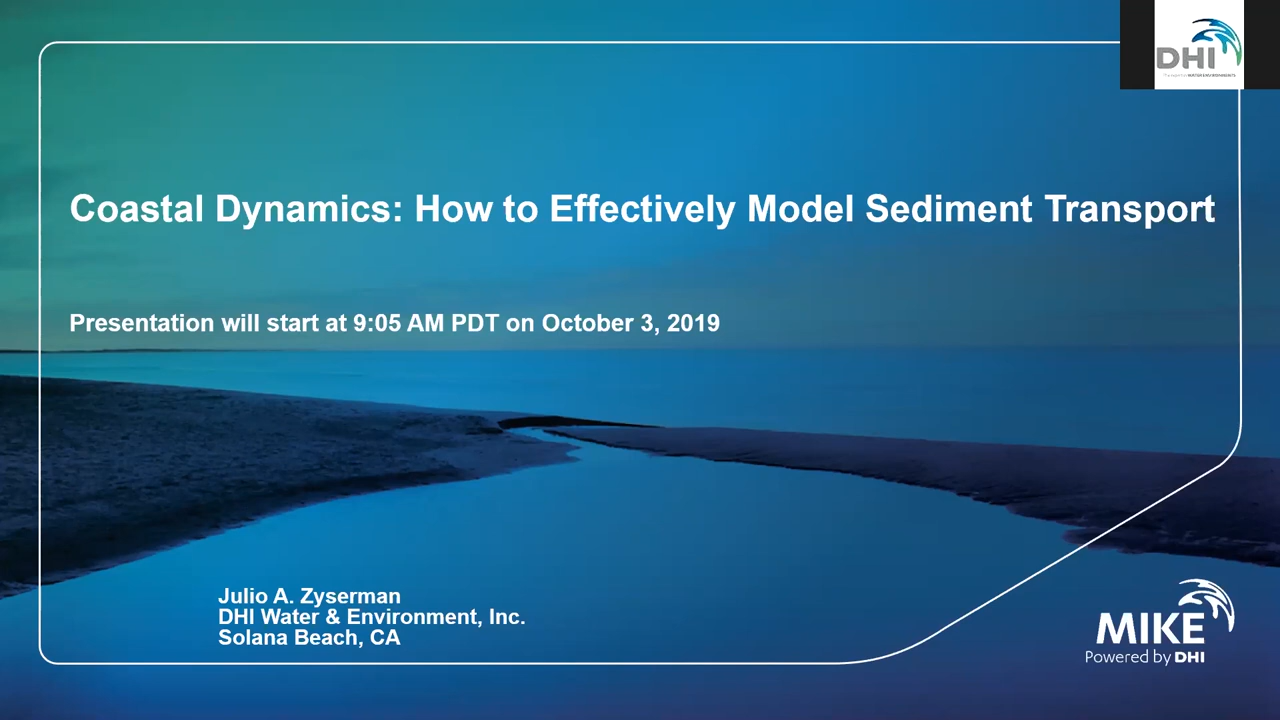 DHI
Coastal Dynamics: How to Effectively Model Sediment Transport
Presentation will start at 9:05 AM PDT on October 3, 2019
Julio A. Zyserman
DHI Water & Environment, Inc.
Solana Beach, CA
MIKE
Powered by DHI